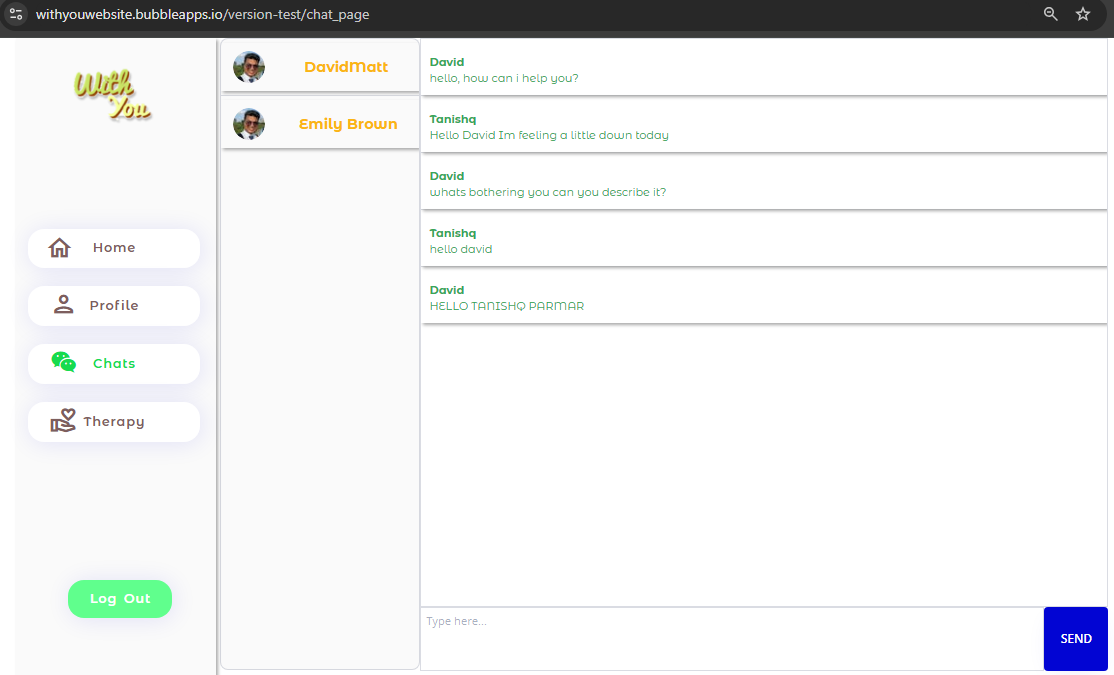 withyouwebsite.bubbleapps.io/version-test/chat_page
With
You
Home
Profile
Chats
Therapy
Log Out
DavidMatt
Emily Brown
David
hello, how can i help you?
Tanishq
Hello David Im feeling a little down today
David
whats bothering you can you describe it?
Tanishq
hello david
David
HELLO TANISHQ PARMAR
Type here...
SEND